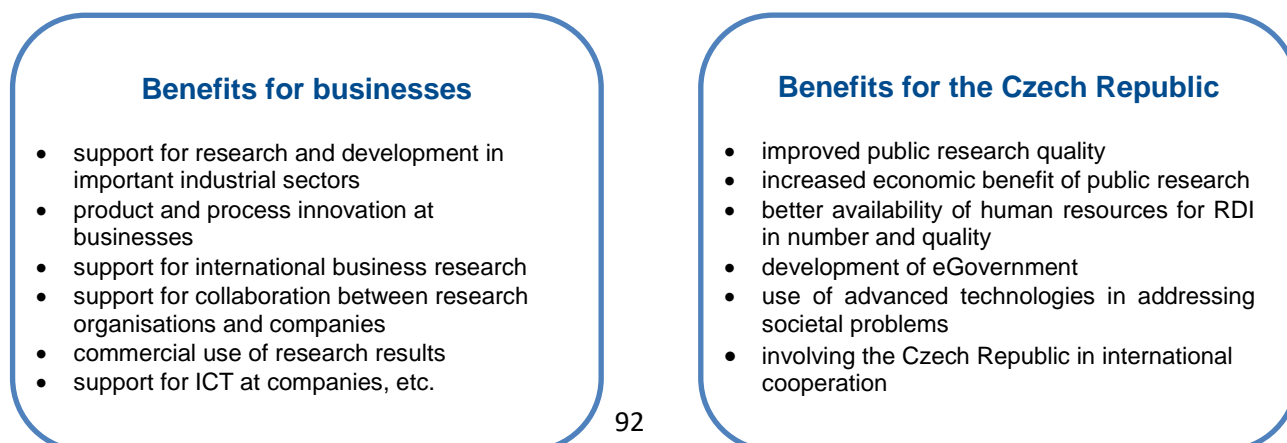 Benefits for businesses
• support for research and development in
important industrial sectors
• product and process innovation at
businesses
• support for international business research
• support for collaboration between research
organisations and companies
• commercial use of research results
• support for ICT at companies, etc.
Benefits for the Czech Republic
• improved public research quality
• increased economic benefit of public research
• better availability of human resources for RDI
in number and quality
• development of eGovernment
• use of advanced technologies in addressing
societal problems
• involving the Czech Republic in international
cooperation
92